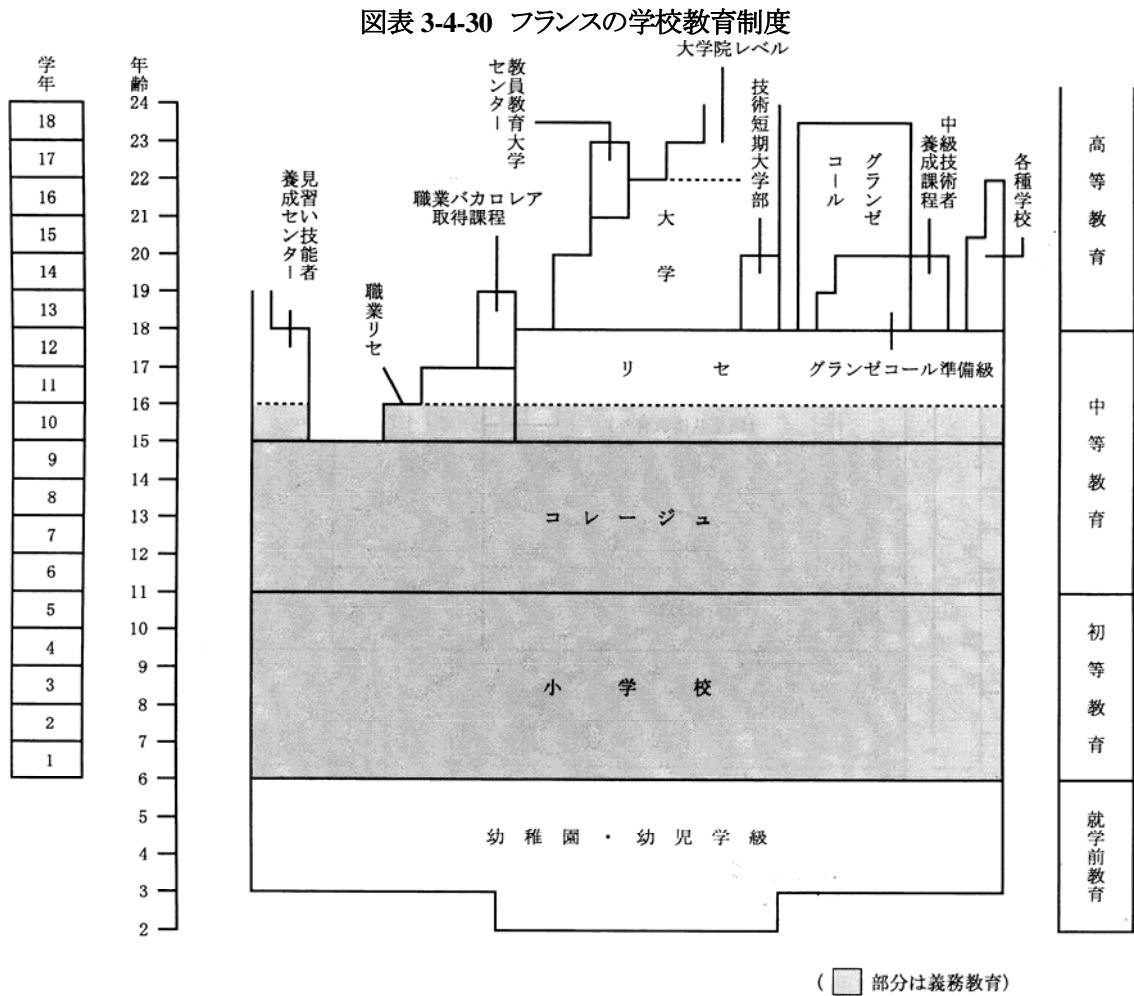 図表 3-4-30 フランスの学校教育制度
学年
年齢
18
17
16
15
14
13
12
11
10
9
8
7
6
5
4
3
2
1
24
23
22
21
20
19
18
17
16
15
14
13
12
11
10
9
8
7
6
5
4
3
2
見習い技能者
養成センター
職業リセ
職業バカロレア
取得課程
教員教育大学
センター
大学院レベル
大学
技術短期大学部
グランゼ
コール
中級技術者
養成課程
各種学校
リセ
グランゼコール準備級
コレージュ
小学校
幼稚園・幼児学級
高等教育
中等教育
初等教育
就学前教育
( 部分は義務教育)